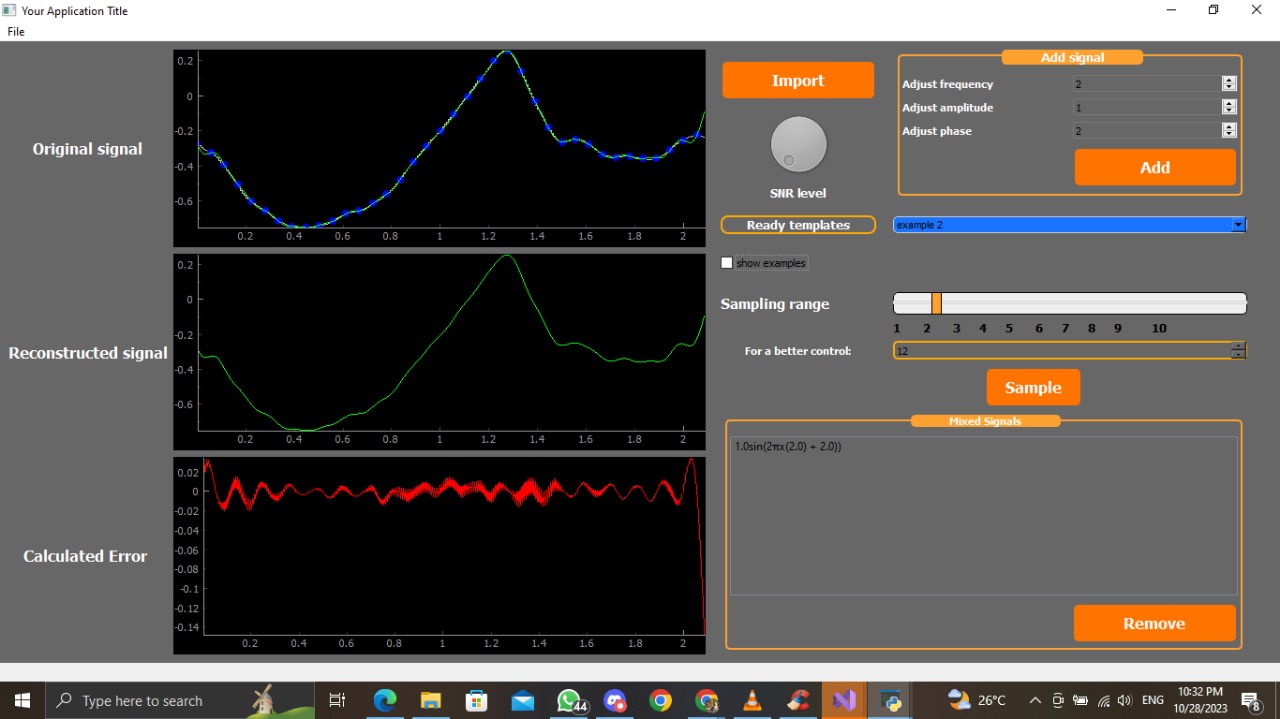 Your Application Title
File
Original signal
0.2
0
-0.2
-0.4
-0.6
0.2 0.4 0.6 0.8 1 1.2 1.4 1.6 1.8 2
Reconstructed signal
0.2
0
-0.2
-0.4
-0.6
0.2 0.4 0.6 0.8 1 1.2 1.4 1.6 1.8 2
Calculated Error
0.02
0
-0.02
-0.04
-0.06
-0.08
-0.1
-0.12
-0.14
0.2 0.4 0.6 0.8 1 1.2 1.4 1.6 1.8 2
Import
SNR level
Add signal
Adjust frequency 2
Adjust amplitude 1
Adjust phase 2
Add
Ready templates example 2
show examples
Sampling range
1 2 3 4 5 6 7 8 9 10
For a better control: 12
Sample
Mixed Signals
1.0sin(2πx(2.0) + 2.0))
Remove
Type here to search
44
26°C
ENG
10:32 PM
10/28/2023
8